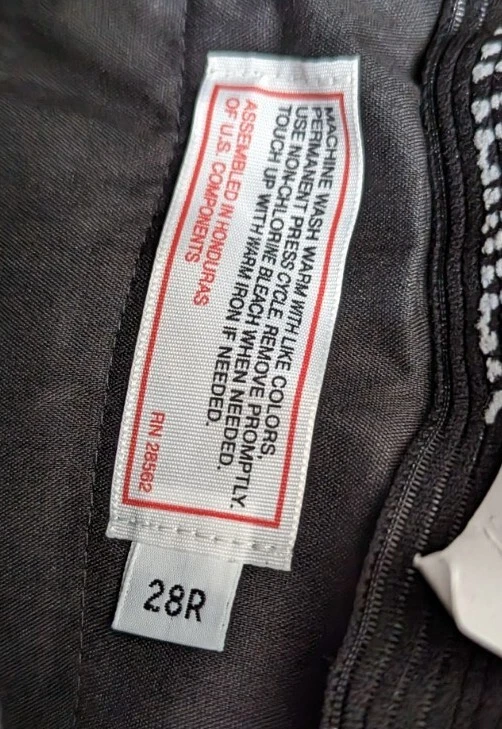 MACHINE WASH WARM WITH LIKE COLORS,
PERMANENT PRESS CYCLE. REMOVE PROMPTLY.
USE NON-CHLORINE BLEACH WHEN NEEDED.
TOUCH UP WITH WARM IRON IF NEEDED.
ASSEMBLED IN HONDURAS
OF U.S. COMPONENTS
RN 28562
28R